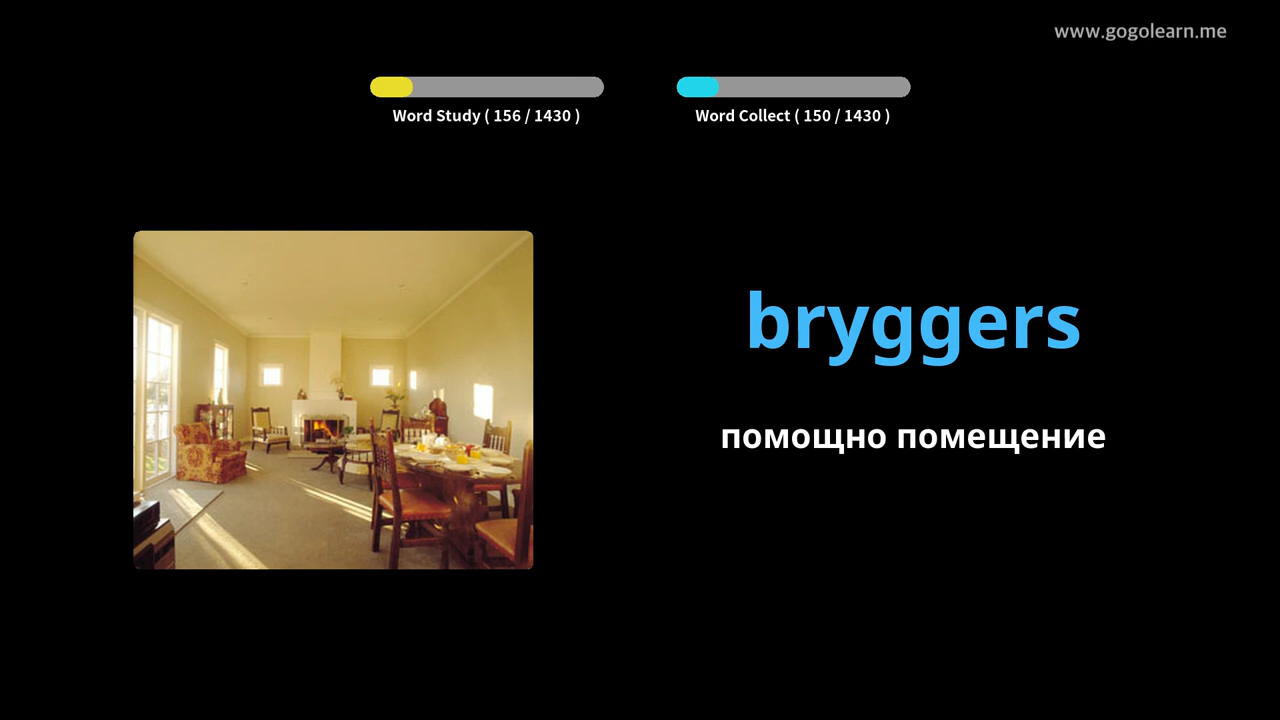 www.gogolearn.me
Word Study ( 156 / 1430 )
Word Collect ( 150 / 1430 )
bryggers
помощно помещение